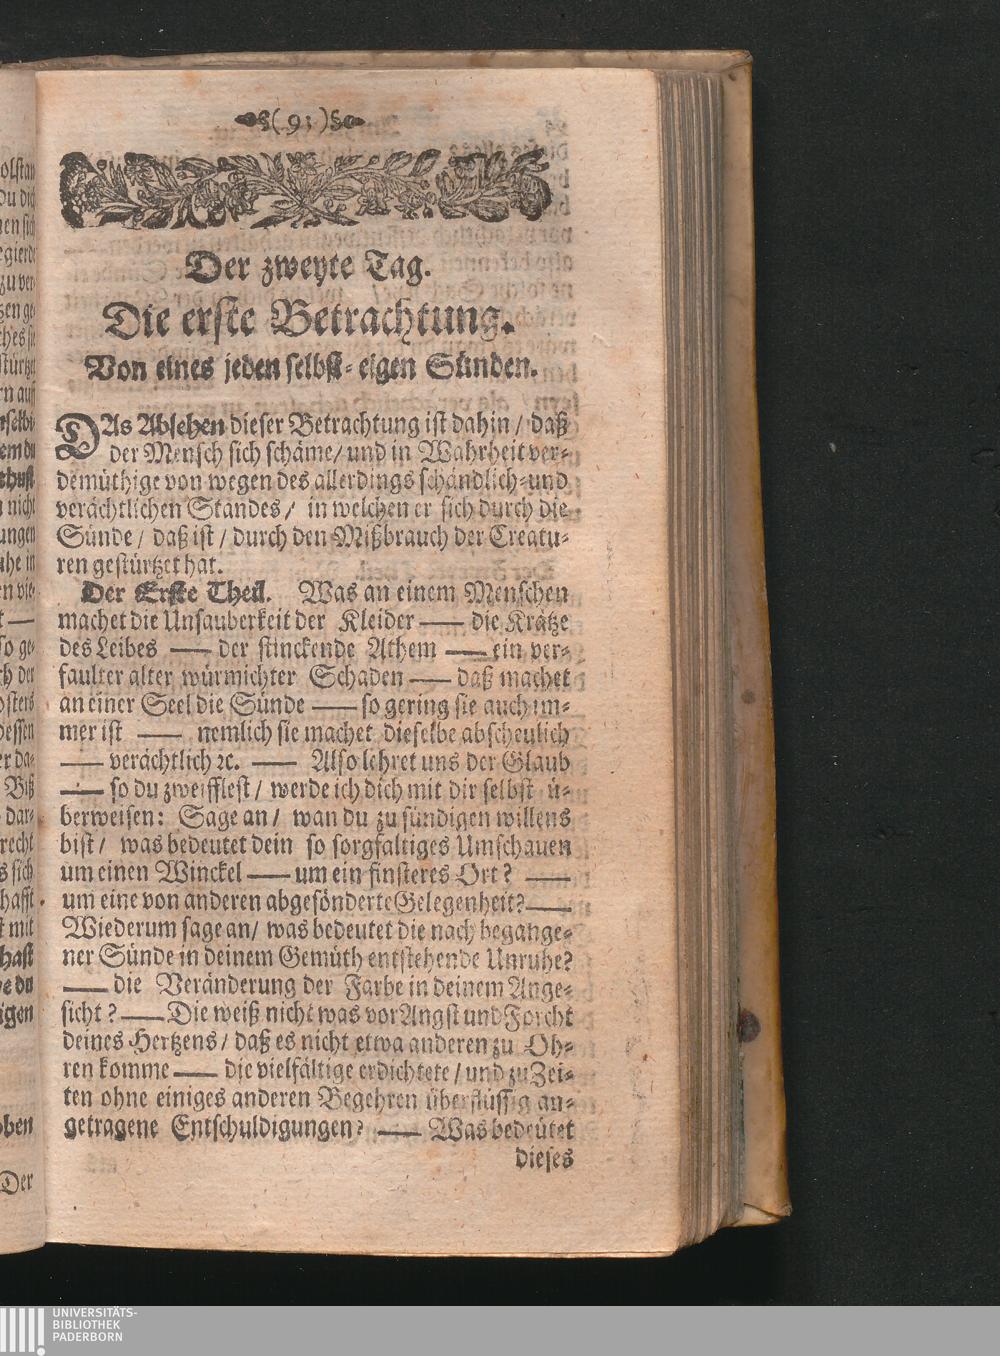 (93)
Der zweyte Tag.
Die erste Betrachtung.
Von eines jeden selbst-eigen Sünden.
DAs Absehen dieser Betrachtung ist dahin / daß
der Mensch sich schäme / und in Wahrheit ver-
demüthige von wegen des allerdings schändlich- und
verächtlichen Standes / in welchen er sich durch die
Sünde / daß ist / durch den Mißbrauch der Creatu-
ren gestürtzet hat.
Der Erste Theil. Was an einem Menschen
machet die Unsauberkeit der Kleider — die Krätze
des Leibes — der stinckende Athem — ein ver-
faulter alter würmichter Schaden — daß machet
an einer Seel die Sünde — so gering sie auch im-
mer ist — nemlich sie machet dieselbe abscheulich
— verächtlich ꝛc. — Also lehret uns der Glaub
— so du zweifflest / werde ich dich mit dir selbst ü-
berweisen: Sage an / wan du zu sündigen willens
bist / was bedeutet dein so sorgfaltiges Umschauen
um einen Winckel — um ein finsteres Ort? —
um eine von anderen abgesönderte Gelegenheit? —
Wiederum sage an / was bedeutet die nach begange-
ner Sünde in deinem Gemüth entstehende Unruhe?
— die Veränderung der Farbe in deinem Ange-
sicht? — Die weiß nicht was vor Angst und Forcht
deines Hertzens / daß es nicht etwa anderen zu Oh-
ren komme — die vielfältige erdichtete / und zu Zei-
ten ohne einiges anderen Begehren überflüssig an-
getragene Entschuldigungen? — Was bedeutet
dieses
UNIVERSITÄTS-
BIBLIOTHEK
PADERBORN